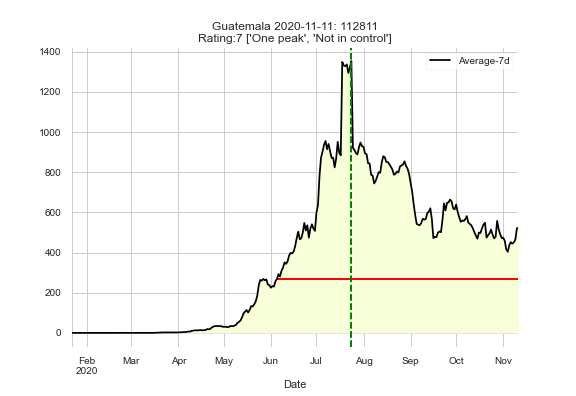 Guatemala 2020-11-11: 112811
Rating:7 ['One peak', 'Not in control']
Average-7d
1400
1200
1000
800
600
400
200
0
Feb Mar Apr May Jun Jul Aug Sep Oct Nov
2020
Date